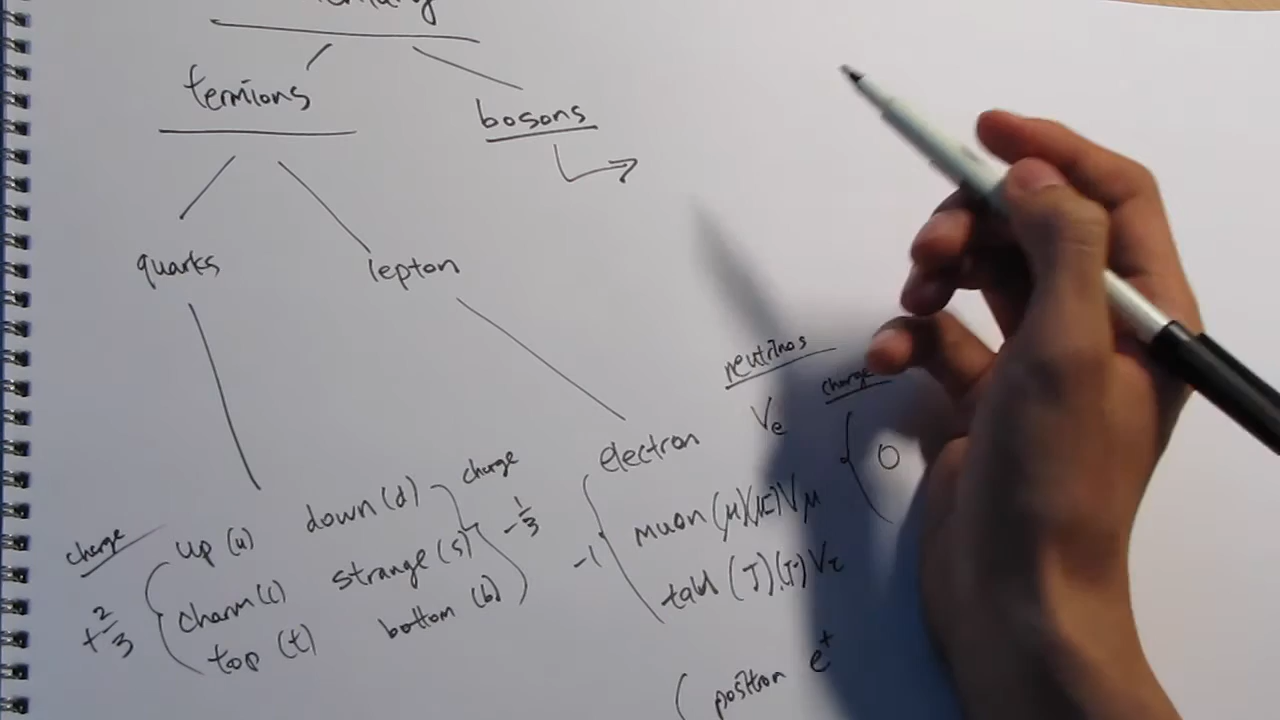 fermions
bosons
quarks
lepton
neutrinos
charge
νe
0
electron
charge
down (d)
-1/3
charge
up (u)
muon (μ)(μ-) νμ
strange (s)
-1
charm (c)
tau (τ)(τ-) ντ
bottom (b)
+2/3
top (t)
positron e+